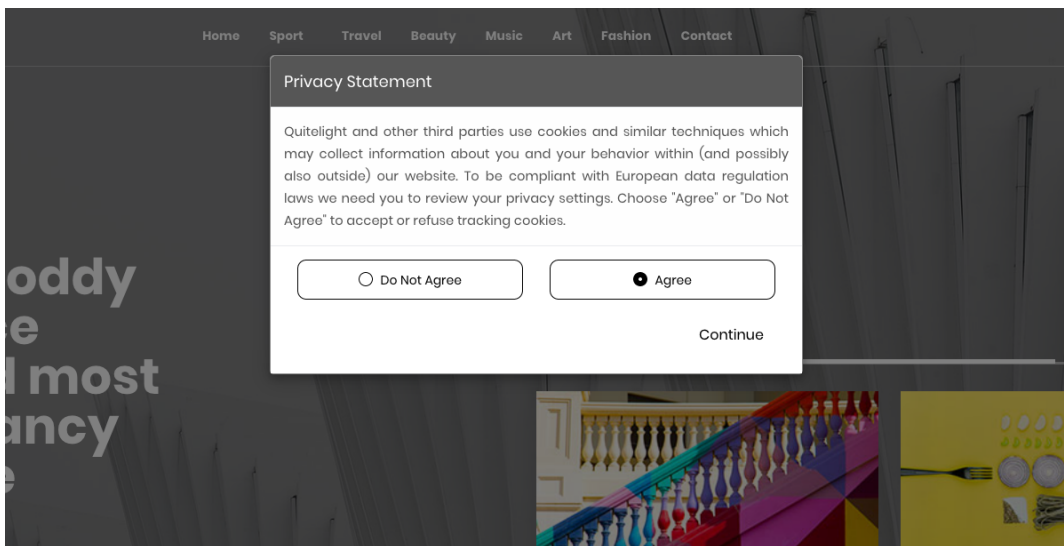 Home Sport Travel Beauty Music Art Fashion Contact
Privacy Statement
Quitelight and other third parties use cookies and similar techniques which
may collect information about you and your behavior within (and possibly
also outside) our website. To be compliant with European data regulation
laws we need you to review your privacy settings. Choose "Agree" or "Do Not
Agree" to accept or refuse tracking cookies.
Do Not Agree Agree
Continue
oddy
most
ancy